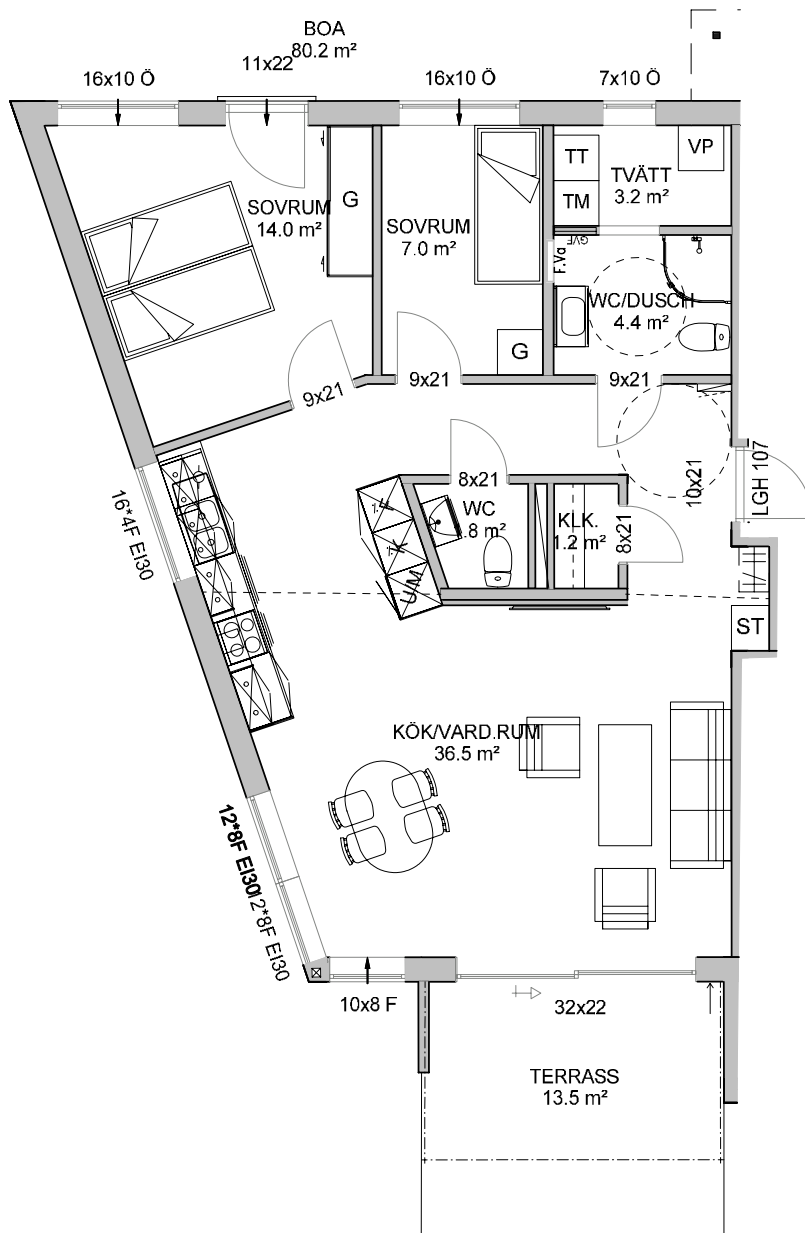 BOA
80.2 m²
16x10 Ö
11x22
16x10 Ö
7x10 Ö
TT
TM
VP
TVÄTT
3.2 m²
G
SOVRUM
14.0 m²
SOVRUM
7.0 m²
GVF
F.Va
WC/DUSCH
4.4 m²
G
9x21
9x21
9x21
10x21
LGH 107
16*4F EI30
8x21
WC
.8 m²
KLK.
1.2 m²
8x21
F
K
U/M
ST
KÖK/VARD.RUM
36.5 m²
12*8F EI30
12*8F EI30
10x8 F
32x22
TERRASS
13.5 m²